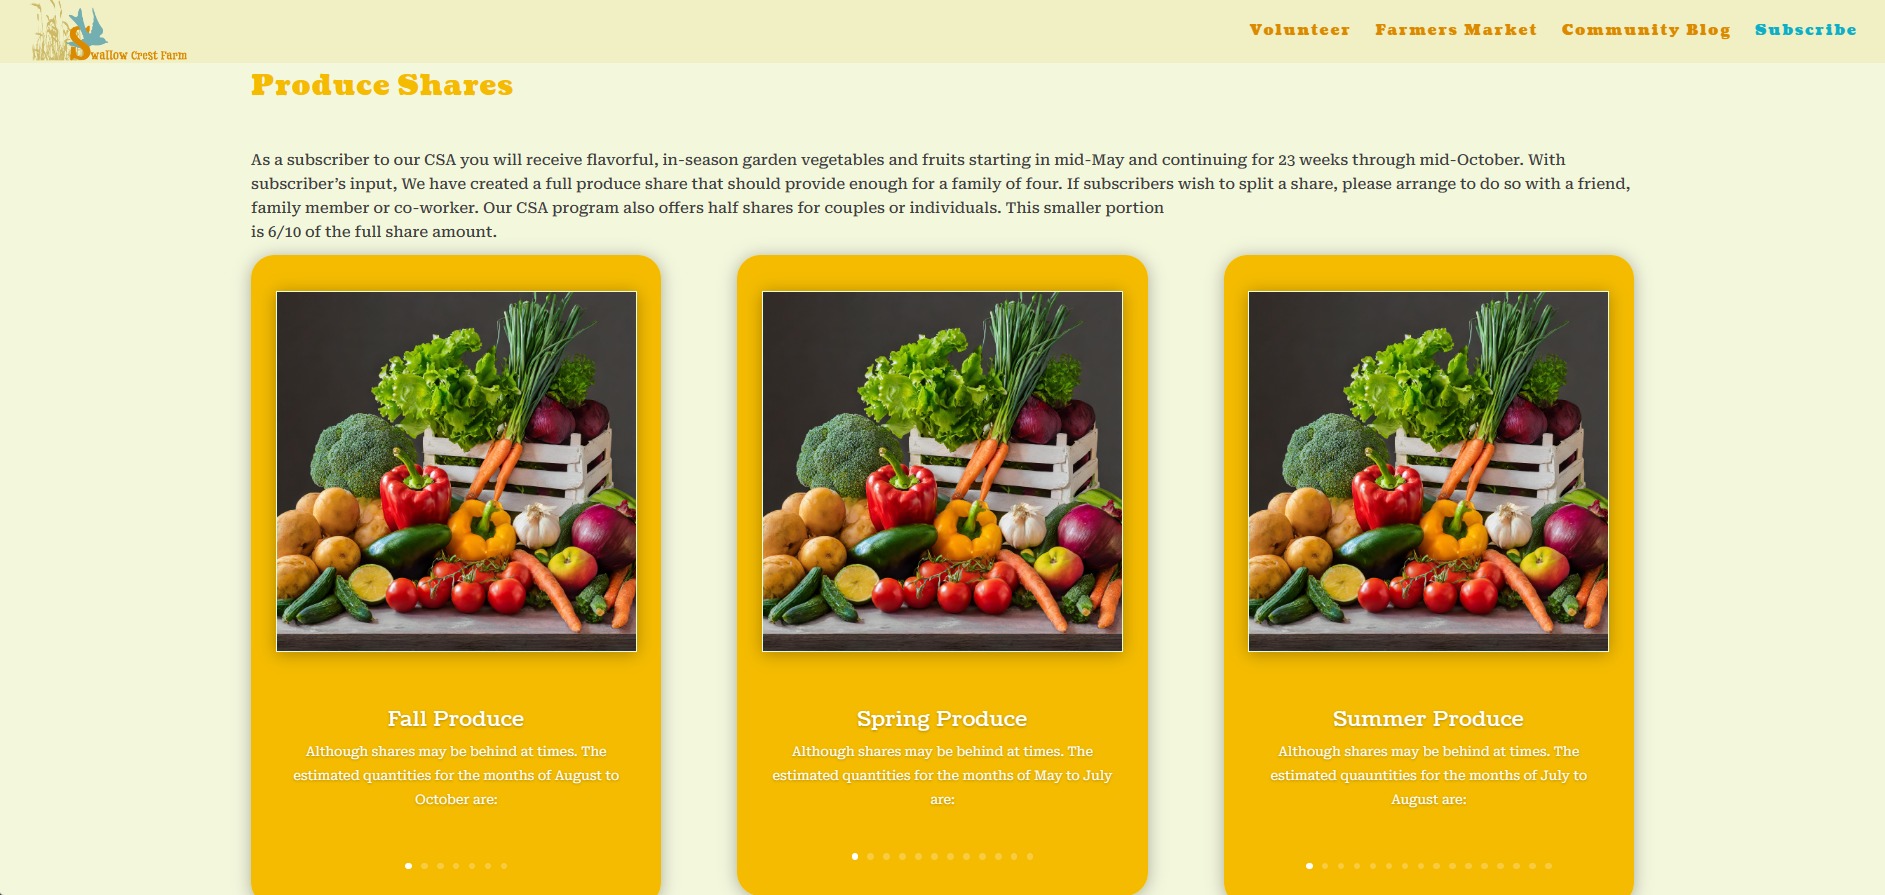 Swallow Crest Farm
Volunteer Farmers Market Community Blog Subscribe
Produce Shares
As a subscriber to our CSA you will receive flavorful, in-season garden vegetables and fruits starting in mid-May and continuing for 23 weeks through mid-October. With
subscriber’s input, We have created a full produce share that should provide enough for a family of four. If subscribers wish to split a share, please arrange to do so with a friend,
family member or co-worker. Our CSA program also offers half shares for couples or individuals. This smaller portion
is 6/10 of the full share amount.
Fall Produce
Although shares may be behind at times. The
estimated quantities for the months of August to
October are:
Spring Produce
Although shares may be behind at times. The
estimated quantities for the months of May to July
are:
Summer Produce
Although shares may be behind at times. The
estimated quauntities for the months of July to
August are: